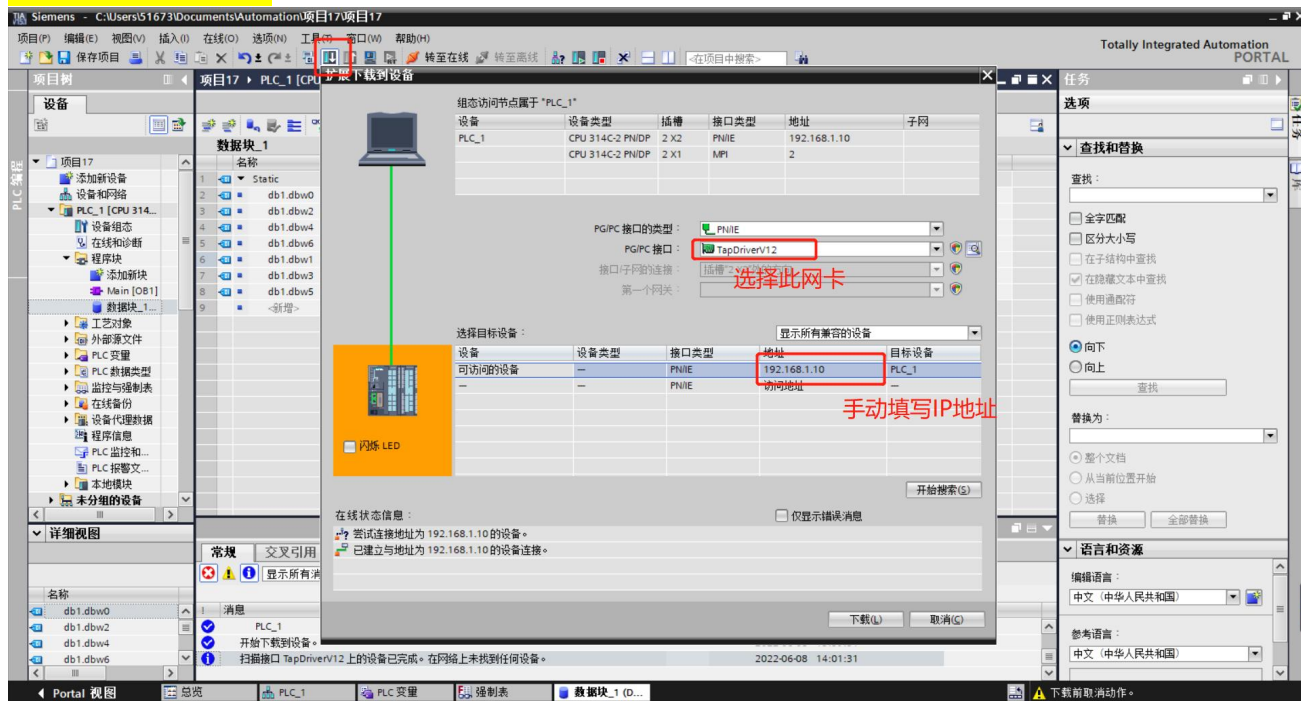 Siemens - C:\Users\51673\Documents\Automation\项目17\项目17
项目(P) 编辑(E) 视图(V) 插入(I) 在线(O) 选项(N) 工具(T) 窗口(W) 帮助(H)
Totally Integrated Automation
PORTAL
保存项目 转至在线 转至离线 <在项目中搜索>
项目树
项目17 ▸ PLC_1 [CPU
扩展下载到设备
任务
设备
选项
组态访问节点属于 "PLC_1"
设备 设备类型 插槽 接口类型 地址 子网
PLC_1 CPU 314C-2 PN/DP 2 X2 PN/IE 192.168.1.10
CPU 314C-2 PN/DP 2 X1 MPI 2
PG/PC 接口的类型： PN/IE
PG/PC 接口： TapDriverV12
接口/子网的连接：
第一个网关：
选择此网卡
选择目标设备： 显示所有兼容的设备
设备 设备类型 接口类型 地址 目标设备
可访问的设备 — PN/IE 192.168.1.10 PLC_1
— — PN/IE 访问地址 —
手动填写IP地址
闪烁 LED
开始搜索(S)
在线状态信息：
仅显示错误消息
尝试连接地址为 192.168.1.10 的设备。
已建立与地址为 192.168.1.10 的设备连接。
下载(L) 取消(C)
PLC 编程
项目17
添加新设备
设备和网络
PLC_1 [CPU 314...
设备组态
在线和诊断
程序块
添加新块
Main [OB1]
数据块_1...
工艺对象
外部源文件
PLC 变量
PLC 数据类型
监控与强制表
在线备份
设备代理数据
程序信息
PLC 监控和...
PLC 报警文...
本地模块
未分组的设备
数据块_1
名称
1 Static
2 db1.dbw0
3 db1.dbw2
4 db1.dbw4
5 db1.dbw6
6 db1.dbw1
7 db1.dbw3
8 db1.dbw5
9 <新增>
详细视图
名称
db1.dbw0
db1.dbw2
db1.dbw4
db1.dbw6
常规 交叉引用
显示所有消
! 消息
PLC_1
开始下载到设备。
扫描接口 TapDriverV12 上的设备已完成。在网络上未找到任何设备。 2022-06-08 14:01:31
查找和替换
查找：
全字匹配
区分大小写
在子结构中查找
在隐藏文本中查找
使用通配符
使用正则表达式
向下
向上
查找
替换为：
整个文档
从当前位置开始
选择
替换 全部替换
语言和资源
编辑语言：
中文（中华人民共和国）
参考语言：
中文（中华人民共和国）
任务
库
Portal 视图 总览 PLC_1 PLC 变量 强制表 数据块_1 (D... 下载前取消动作。